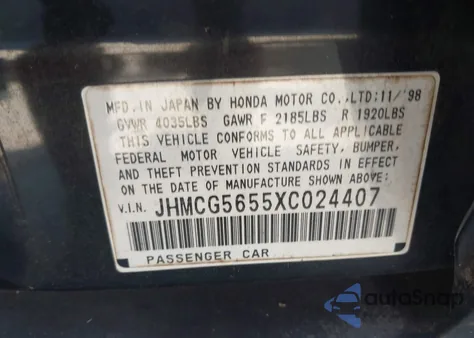 MFD. IN JAPAN BY HONDA MOTOR CO.,LTD:11/'98
GVWR 4035LBS GAWR F 2185LBS R 1920LBS
THIS VEHICLE CONFORMS TO ALL APPLICABLE
FEDERAL MOTOR VEHICLE SAFETY, BUMPER,
AND THEFT PREVENTION STANDARDS IN EFFECT ON
THE DATE OF MANUFACTURE SHOWN ABOVE.
V.I.N. JHMCG5655XC024407
PASSENGER CAR
autoSnap